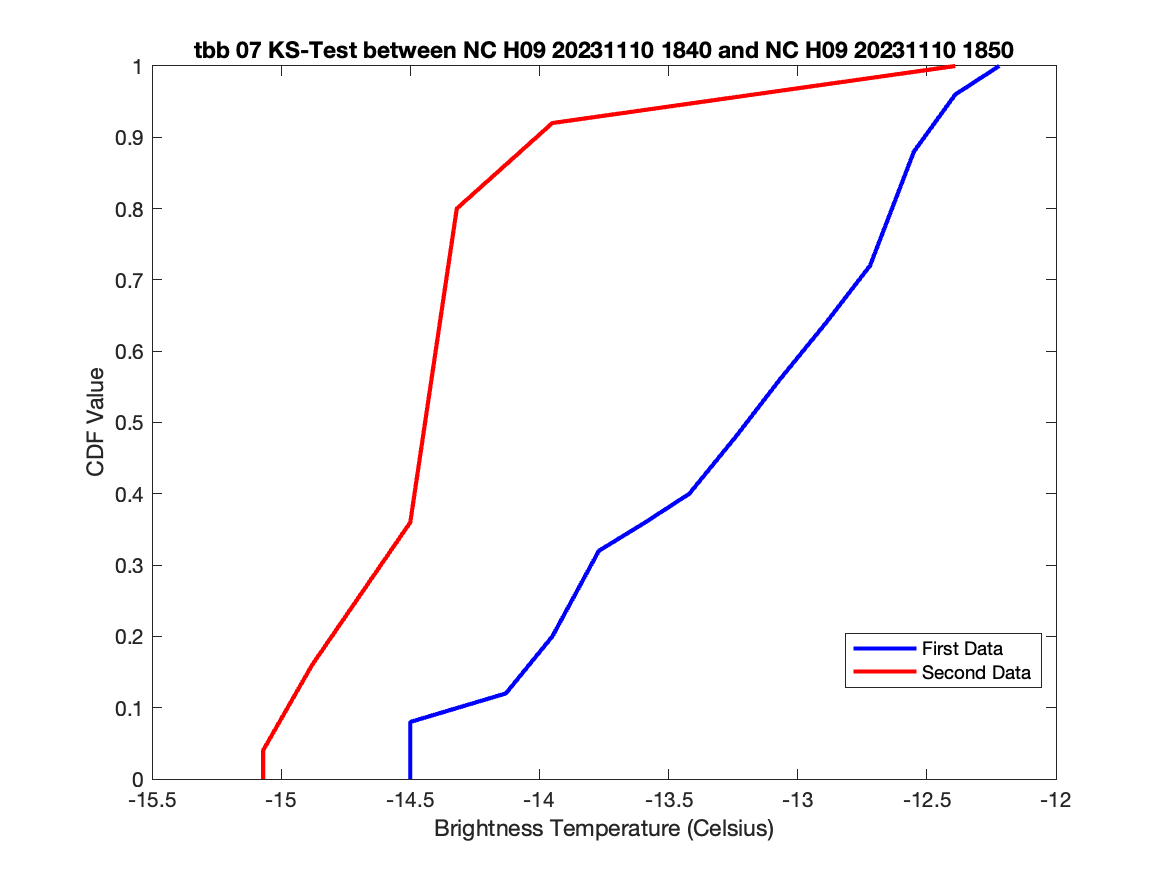 tbb 07 KS-Test between NC H09 20231110 1840 and NC H09 20231110 1850
1
0.9
0.8
0.7
0.6
0.5
0.4
0.3
0.2
0.1
0
CDF Value
First Data
Second Data
-15.5 -15 -14.5 -14 -13.5 -13 -12.5 -12
Brightness Temperature (Celsius)